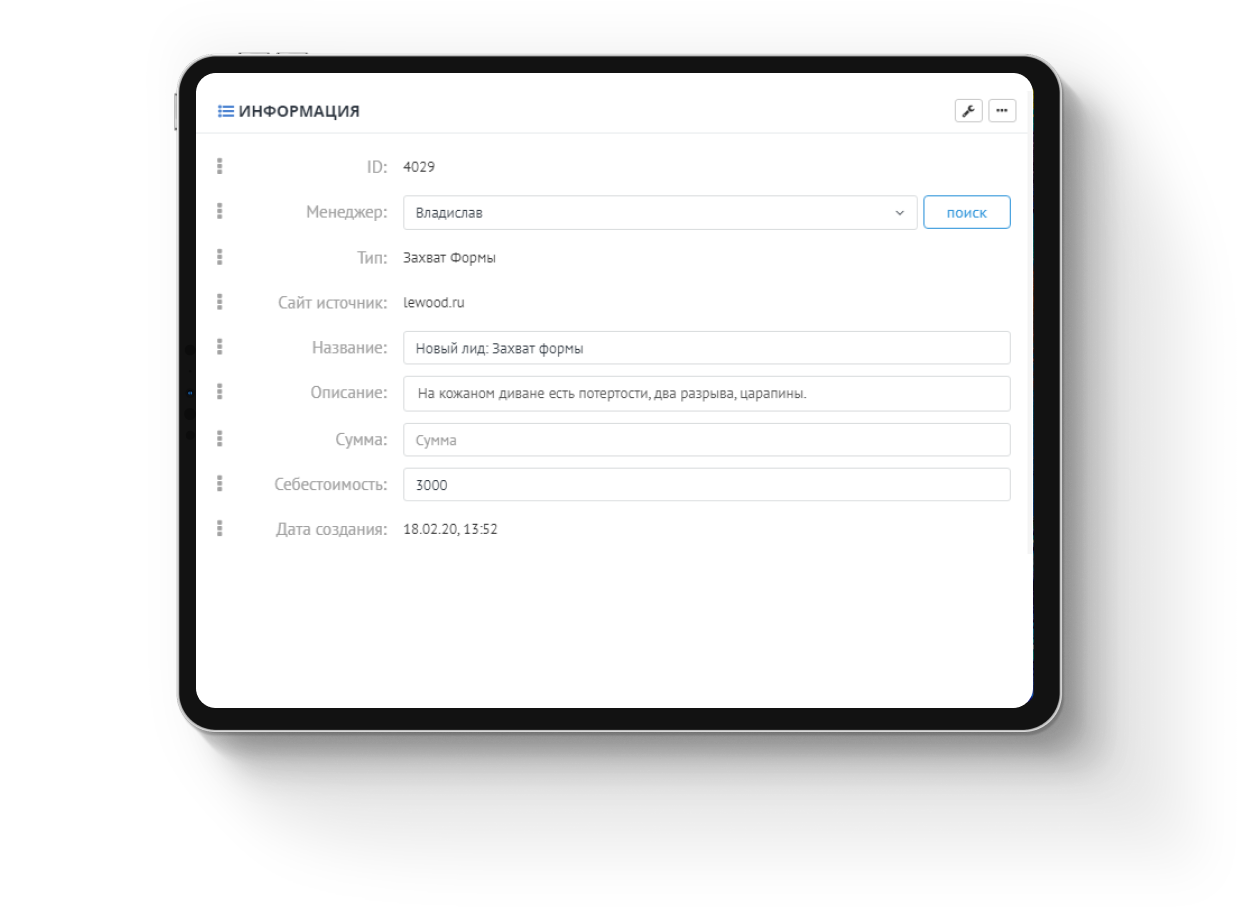 ИНФОРМАЦИЯ
ID: 4029
Менеджер: Владислав поиск
Тип: Захват Формы
Сайт источник: lewood.ru
Название: Новый лид: Захват формы
Описание: На кожаном диване есть потертости, два разрыва, царапины.
Сумма: Сумма
Себестоимость: 3000
Дата создания: 18.02.20, 13:52